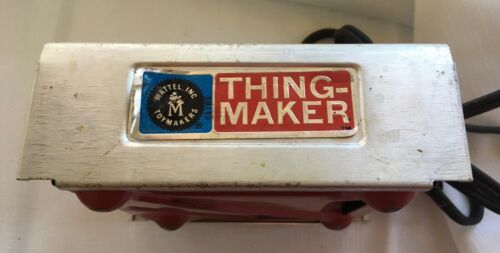 MATTEL, INC.
M
TOYMAKERS
THING-
MAKER